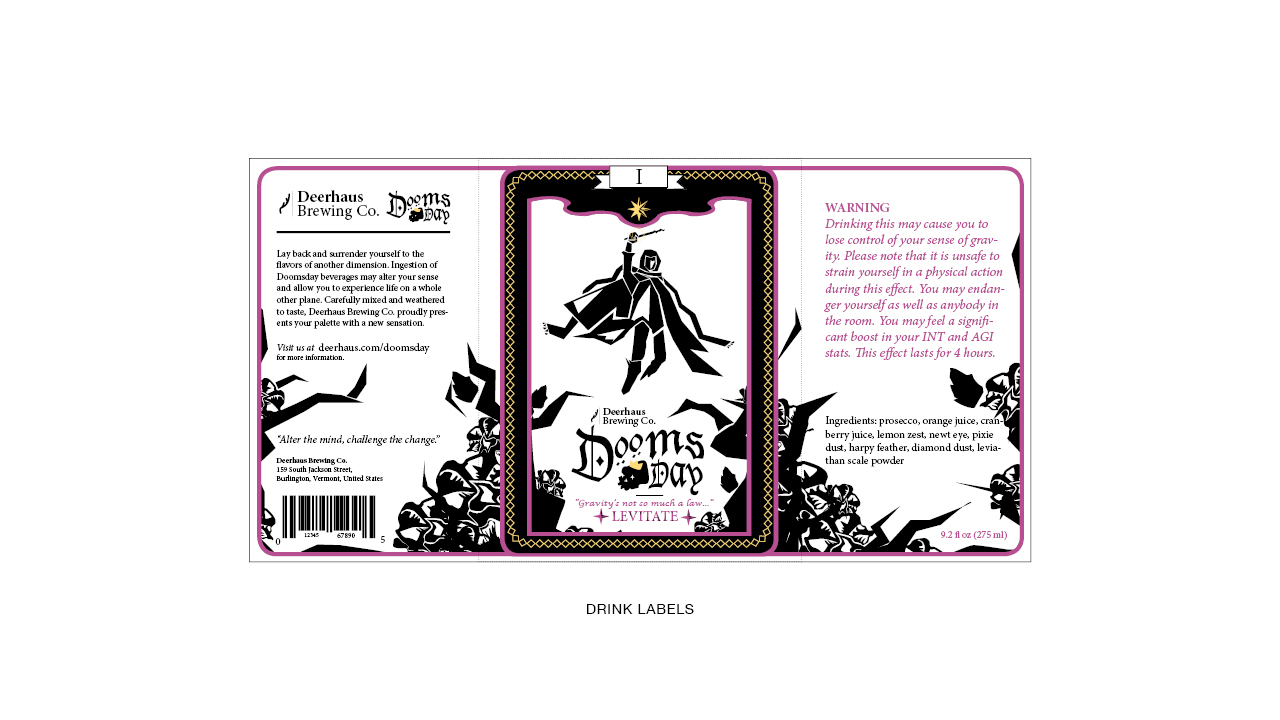 Deerhaus
Brewing Co.
Dooms
Day
Lay back and surrender yourself to the
flavors of another dimension. Ingestion of
Doomsday beverages may alter your sense
and allow you to experience life on a whole
other plane. Carefully mixed and weathered
to taste, Deerhaus Brewing Co. proudly pres-
ents your palette with a new sensation.
Visit us at deerhaus.com/doomsday
for more information.
"Alter the mind, challenge the change."
Deerhaus Brewing Co.
159 South Jackson Street,
Burlington, Vermont, United States
0 12345 67890 5
I
Deerhaus
Brewing Co.
Dooms
Day
"Gravity's not so much a law..."
LEVITATE
WARNING
Drinking this may cause you to
lose control of your sense of grav-
ity. Please note that it is unsafe to
strain yourself in a physical action
during this effect. You may endan-
ger yourself as well as anybody in
the room. You may feel a signifi-
cant boost in your INT and AGI
stats. This effect lasts for 4 hours.
Ingredients: prosecco, orange juice, cran-
berry juice, lemon zest, newt eye, pixie
dust, harpy feather, diamond dust, levia-
than scale powder
9.2 fl oz (275 ml)
DRINK LABELS